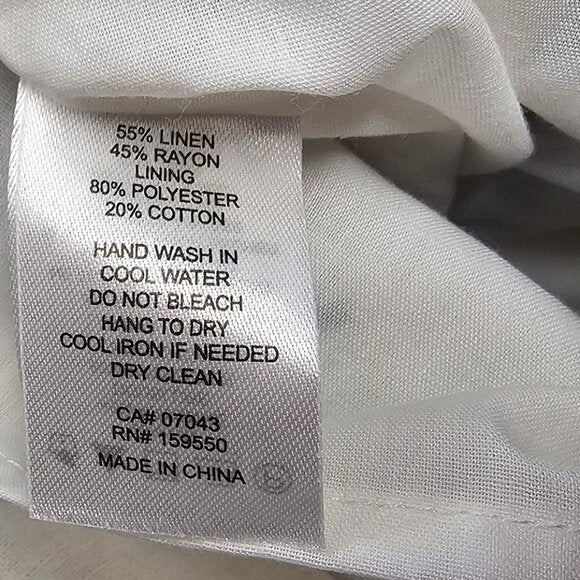 55% LINEN
45% RAYON
LINING
80% POLYESTER
20% COTTON
HAND WASH IN
COOL WATER
DO NOT BLEACH
HANG TO DRY
COOL IRON IF NEEDED
DRY CLEAN
CA# 07043
RN# 159550
MADE IN CHINA